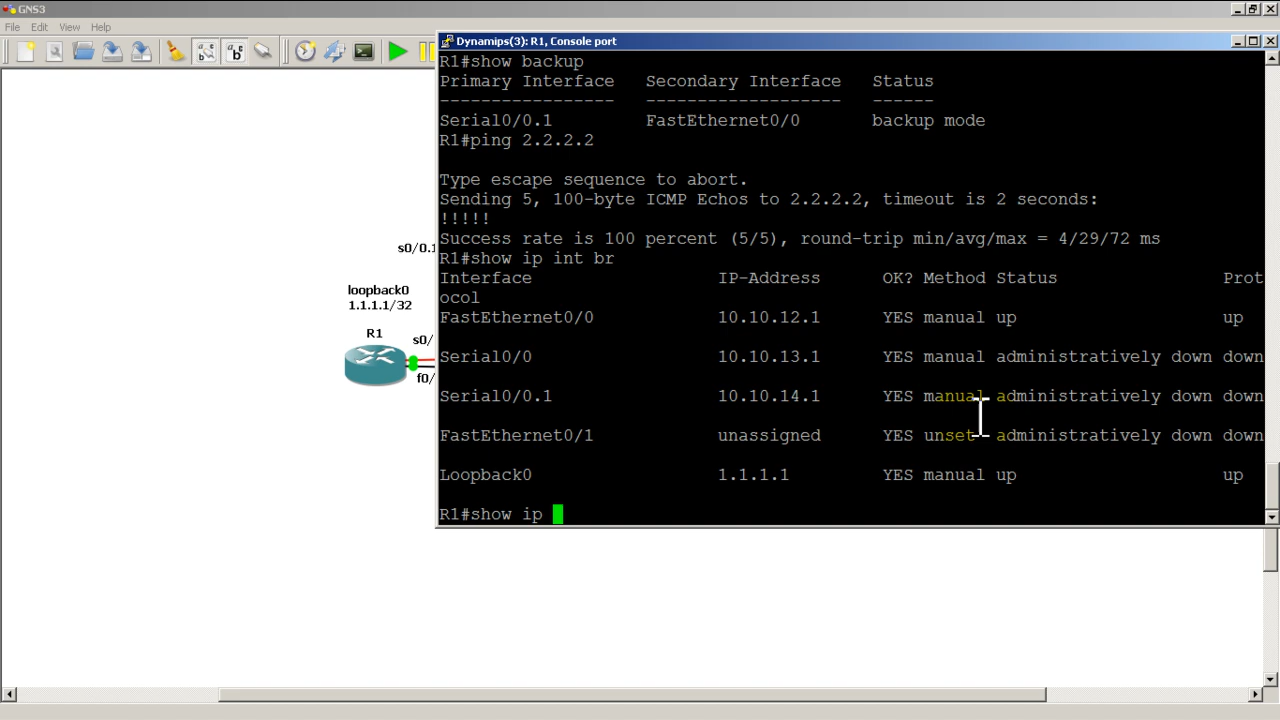 GNS3
File Edit View Help
Dynamips(3): R1, Console port
R1#show backup
Primary Interface Secondary Interface Status
----------------- ------------------- ------
Serial0/0.1 FastEthernet0/0 backup mode
R1#ping 2.2.2.2
Type escape sequence to abort.
Sending 5, 100-byte ICMP Echos to 2.2.2.2, timeout is 2 seconds:
!!!!!
Success rate is 100 percent (5/5), round-trip min/avg/max = 4/29/72 ms
R1#show ip int br
Interface IP-Address OK? Method Status Prot
ocol
FastEthernet0/0 10.10.12.1 YES manual up up
Serial0/0 10.10.13.1 YES manual administratively down down
Serial0/0.1 10.10.14.1 YES manual administratively down down
FastEthernet0/1 unassigned YES unset administratively down down
Loopback0 1.1.1.1 YES manual up up
R1#show ip
s0/0.1
loopback0
1.1.1.1/32
R1
s0/
f0/